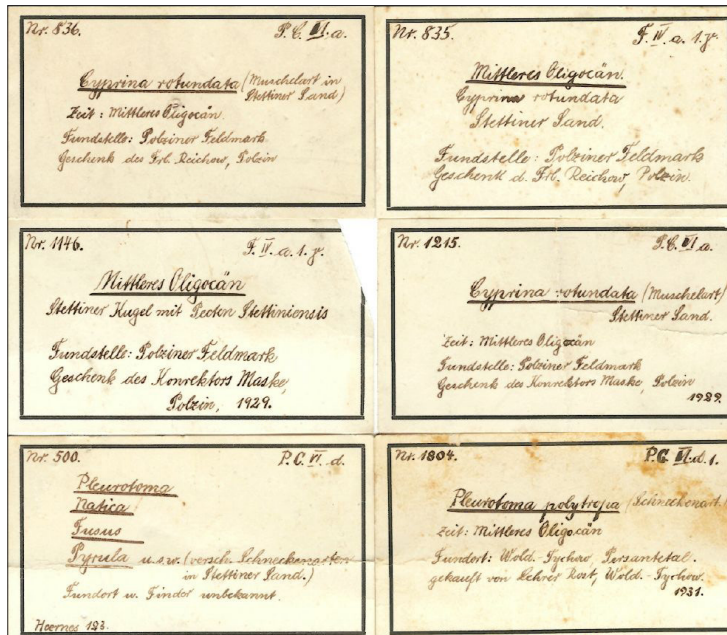 Nr. 836. P.C. VI. a.
Cyprina rotundata (Muschelart in
Stettiner Sand)
Zeit: Mittleres Oligocän.
Fundstelle: Polziner Feldmark
Geschenk des Frl. Reichow, Polzin
Nr. 835. F. IV. a. 1. γ.
Mittleres Oligocän.
Cyprina rotundata
Stettiner Sand.
Fundstelle: Polziner Feldmark
Geschenk d. Frl. Reichow, Polzin.
Nr. 1146. F. IV. a. 1. γ.
Mittleres Oligocän
Stettiner Kugel mit Pecten Stettiniensis
Fundstelle: Polziner Feldmark
Geschenk des Konrektors Maske,
Polzin, 1929.
Nr. 1215. P.C. VI a.
Cyprina rotundata (Muschelart)
Stettiner Sand.
Zeit: Mittleres Oligocän
Fundstelle: Polziner Feldmark
Geschenk des Konrektors Maske, Polzin
1929.
Nr. 500. P.C. VI. d.
Pleurotoma
Natica
Fusus
Pyrula u.s.w. (versch. Schneckenarten
in Stettiner Sand.)
Fundort u. Finder unbekannt.
Hoernes 193.
Nr. 1804. P.C. VI. d. 1.
Pleurotoma polytropa (Schneckenart.)
Zeit: Mittleres Oligocän
Fundort: Wold.-Tychow, Persantetal.
gekauft von Lehrer Rost, Wold.-Tychow.
1931.